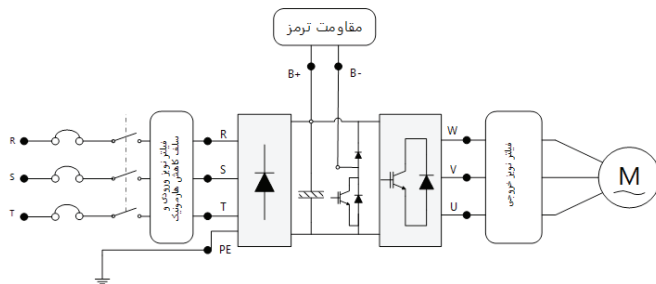 مقاومت ترمز
B+
B-
R
S
T
فیلتر نویز ورودی و
سلف کاهش هارمونیک
R
S
T
PE
W
V
U
فیلتر نویز خروجی
M